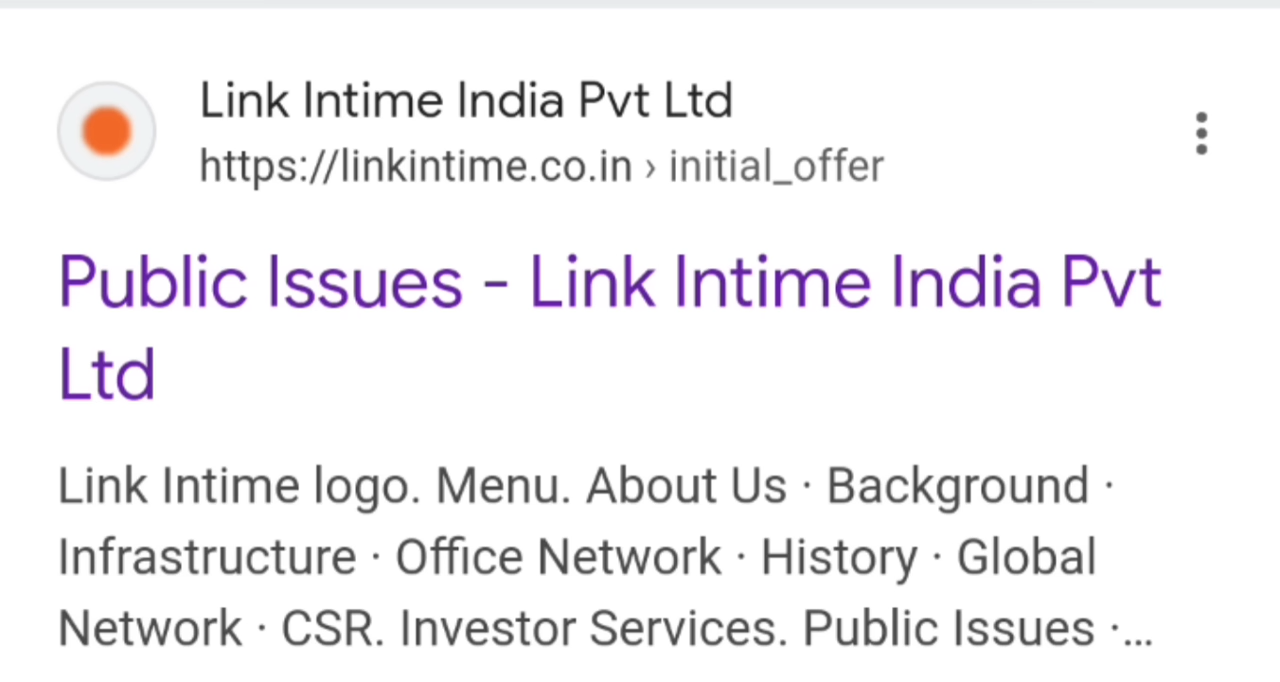 Link Intime India Pvt Ltd
https://linkintime.co.in › initial_offer
Public Issues - Link Intime India Pvt
Ltd
Link Intime logo. Menu. About Us · Background ·
Infrastructure · Office Network · History · Global
Network · CSR. Investor Services. Public Issues ·...